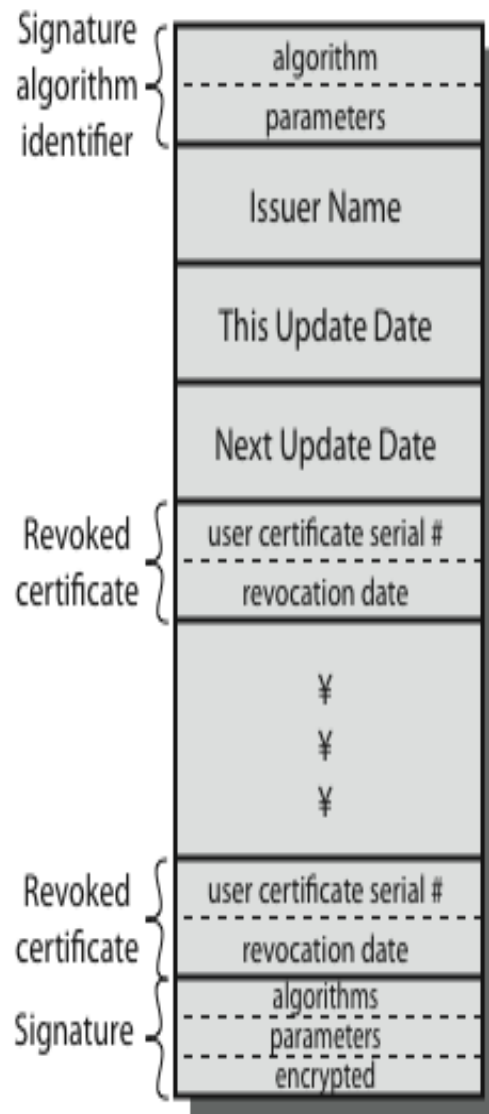 Signature
algorithm
identifier
algorithm
parameters
Issuer Name
This Update Date
Next Update Date
Revoked
certificate
user certificate serial #
revocation date
¥
¥
¥
Revoked
certificate
user certificate serial #
revocation date
Signature
algorithms
parameters
encrypted